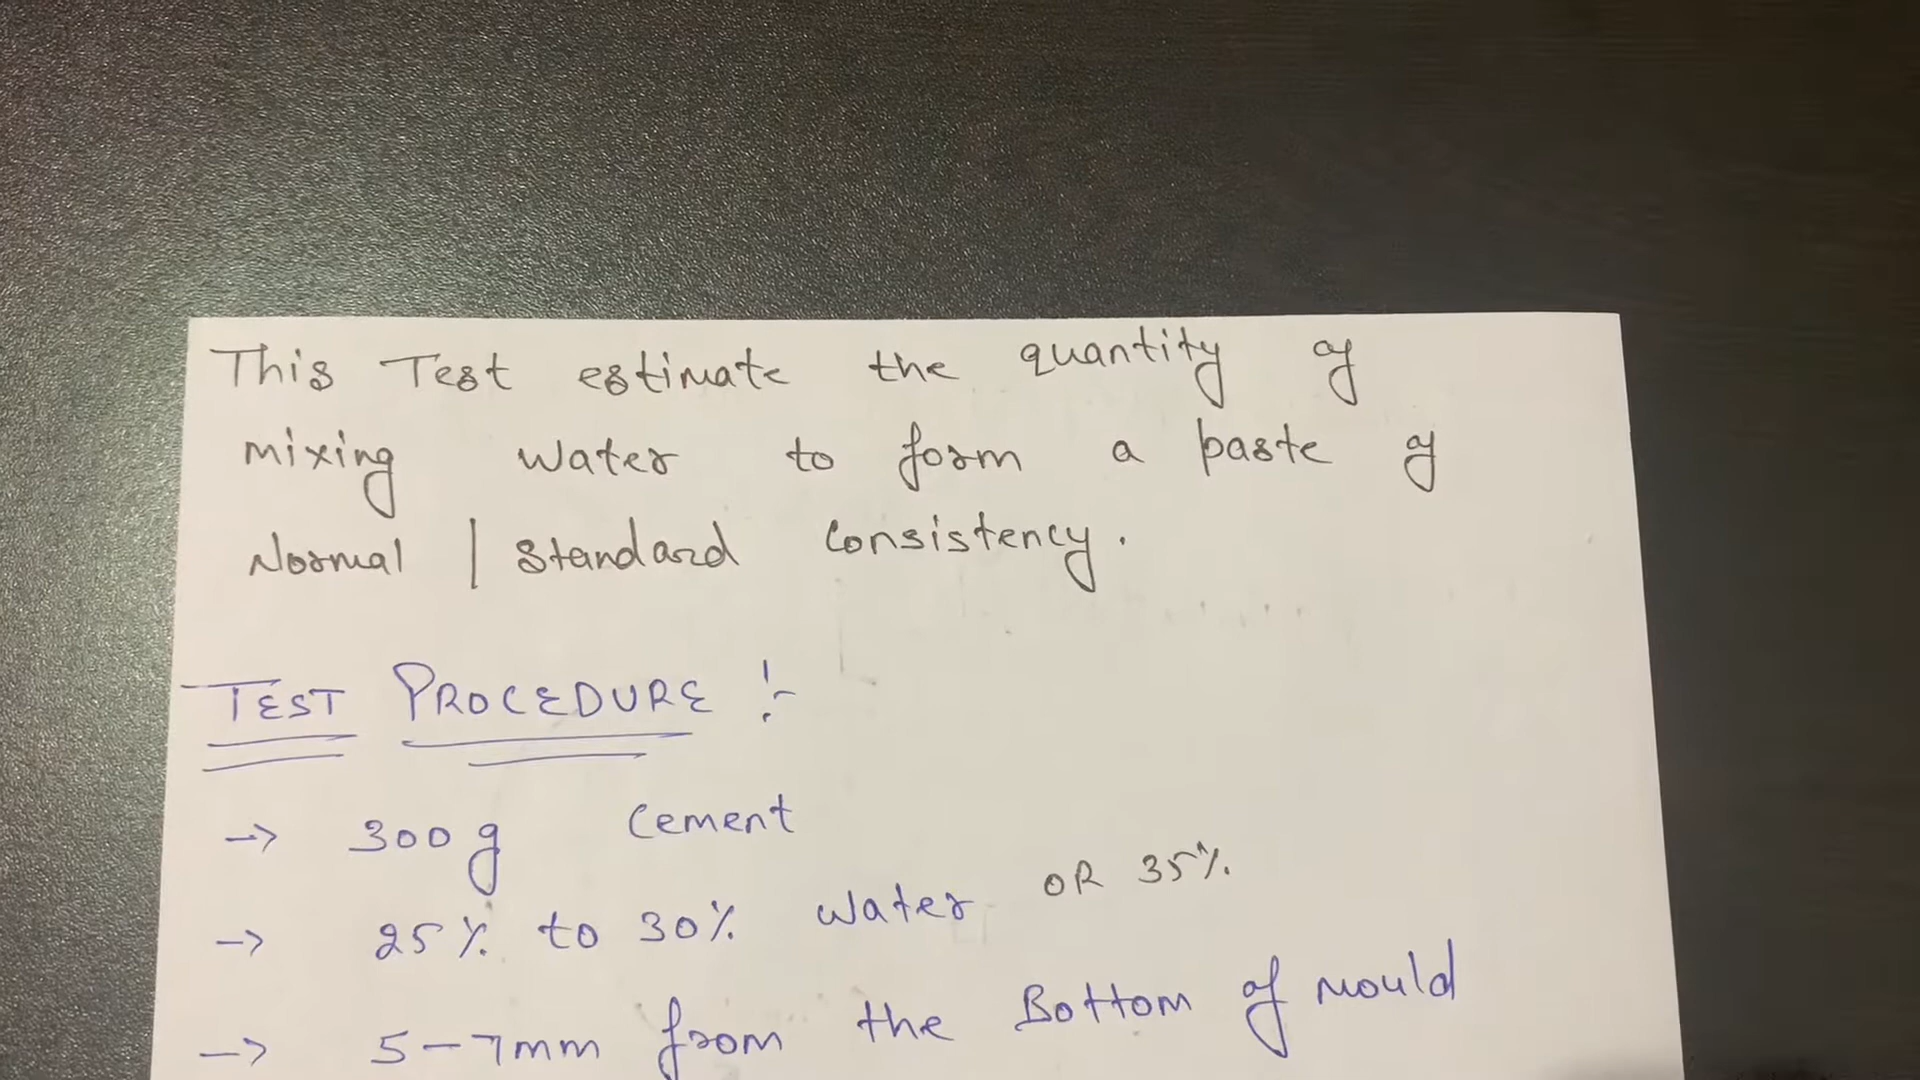 This Test estimate the quantity of
mixing water to form a paste of
Normal | Standard Consistency.
TEST PROCEDURE :-
→ 300g Cement
→ 25% to 30% water OR 35%
→ 5-7mm from the Bottom of mould